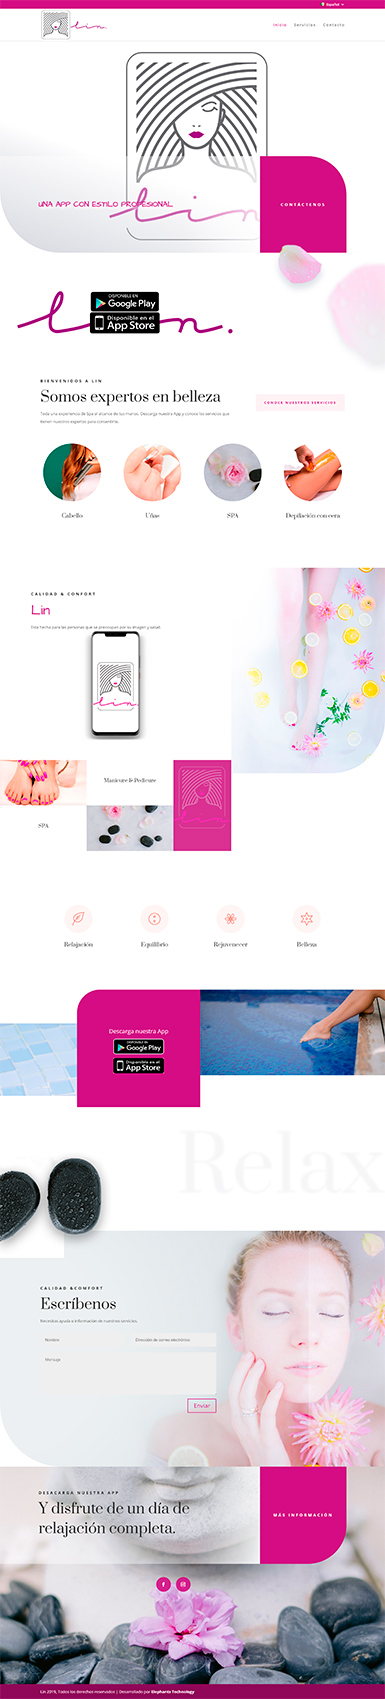 Español
Lin.
Inicio Servicios Contacto
Lin
UNA APP CON ESTILO PROFESIONAL
CONTÁCTENOS
Lin.
DISPONIBLE EN
Google Play
Disponible en el
App Store
BIENVENIDOS A LIN
Somos expertos en belleza
Toda una experiencia de Spa al alcance de tus manos. Descarga nuestra App y conoce los servicios que
tienen nuestros expertos para consentirte.
CONOCE NUESTROS SERVICIOS
Cabello
Uñas
SPA
Depilación con cera
CALIDAD & CONFORT
Lin
Está hecha para las personas que se preocupan por su imagen y salud.
Lin
Manicure & Pedicure
SPA
Relajación
Equilibrio
Rejuvenecer
Belleza
Descarga nuestra App
DISPONIBLE EN
Google Play
Disponible en el
App Store
Relax
CALIDAD &CONFORT
Escríbenos
Necesitas ayuda o información de nuestros servicios.
Nombre
Dirección de correo electrónico
Mensaje
Enviar
DESACARGA NUESTRA APP
Y disfrute de un día de
relajación completa.
MÁS INFORMACIÓN
Lin 2019, Todos los derechos reservados | Desarrollado por Elephants Technology